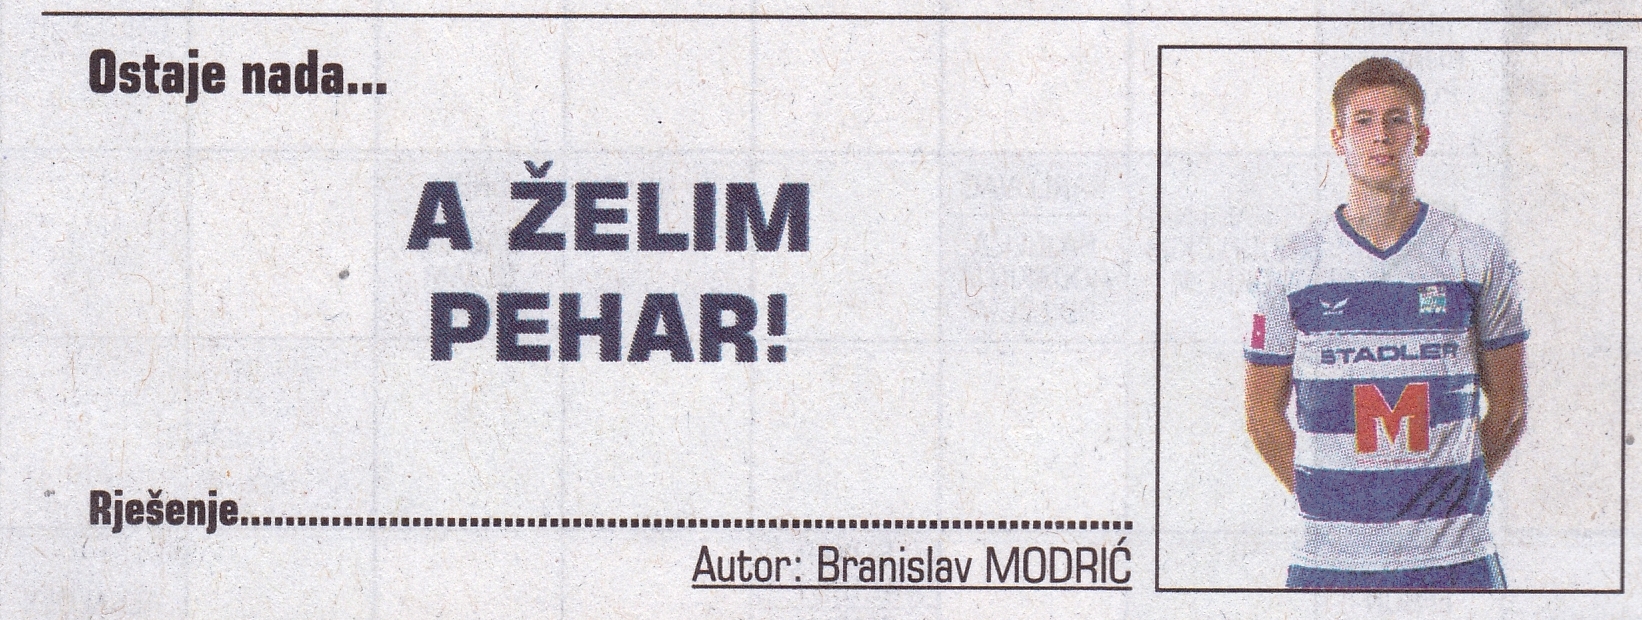 Ostaje nada...
A ŽELIM
PEHAR!
STADLER
M
Rješenje..........................................................................................
Autor: Branislav MODRIĆ